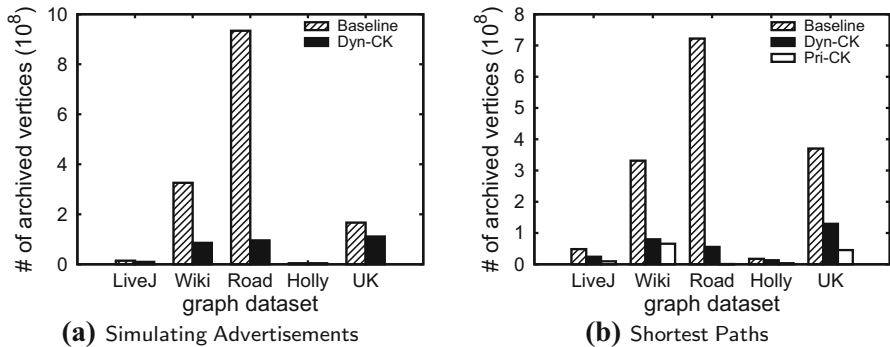 # of archived vertices (10^8)
10
8
6
4
2
0
Baseline
Dyn-CK
LiveJ Wiki Road Holly UK
graph dataset
(a) Simulating Advertisements
# of archived vertices (10^8)
8
7
6
5
4
3
2
1
0
Baseline
Dyn-CK
Pri-CK
LiveJ Wiki Road Holly UK
graph dataset
(b) Shortest Paths